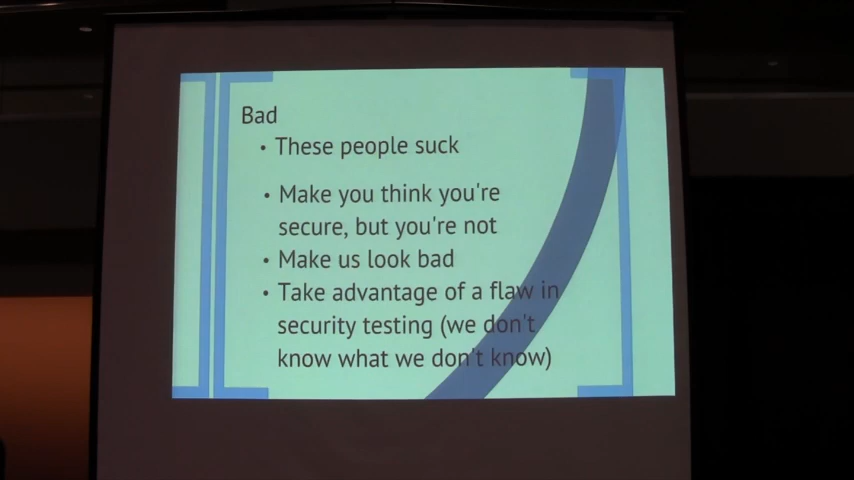 Bad
• These people suck
• Make you think you're
secure, but you're not
• Make us look bad
• Take advantage of a flaw in
security testing (we don't
know what we don't know)